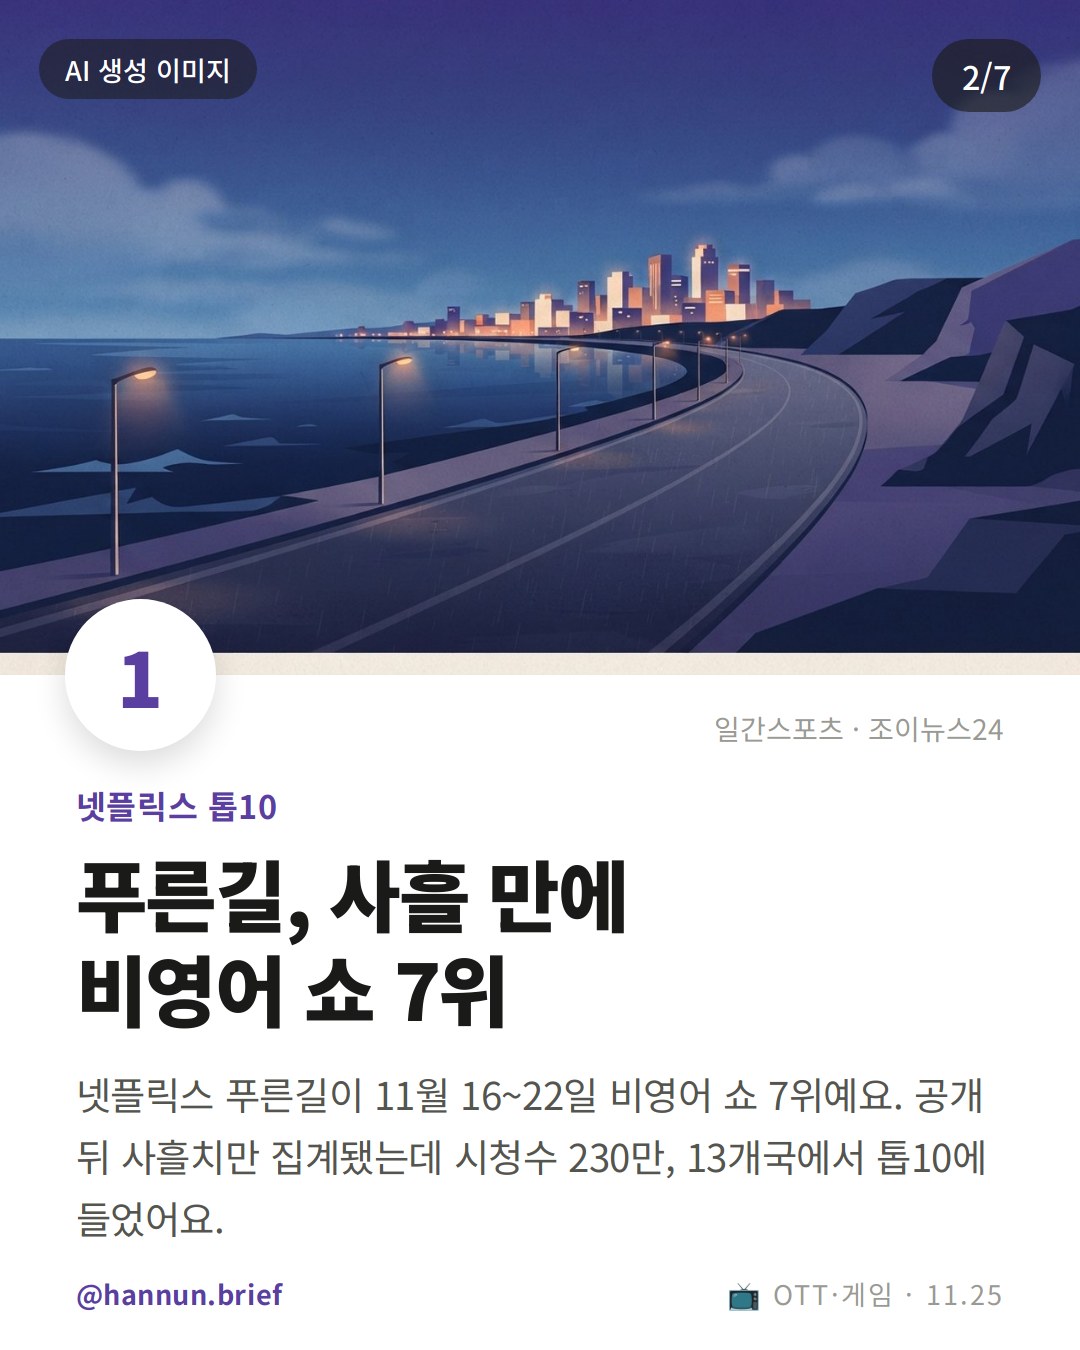 AI 생성 이미지
2/7
1
일간스포츠 · 조이뉴스24
넷플릭스 톱10
푸른길, 사흘 만에
비영어 쇼 7위
넷플릭스 푸른길이 11월 16~22일 비영어 쇼 7위예요. 공개
뒤 사흘치만 집계됐는데 시청수 230만, 13개국에서 톱10에
들었어요.
@hannun.brief
📺 OTT·게임 · 11.25